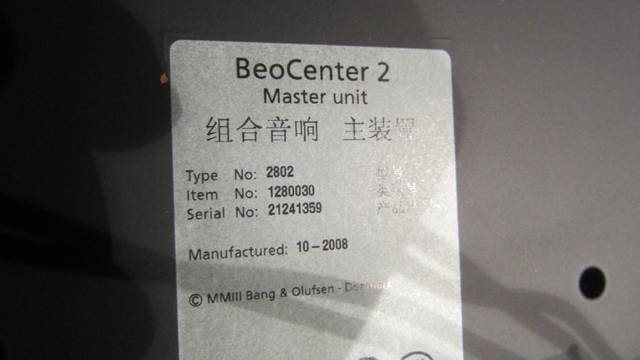 BeoCenter 2
Master unit
组合音响 主装置
Type No: 2802
Item No: 1280030
Serial No: 21241359
Manufactured: 10-2008
© MMIII Bang & Olufsen - Denmark